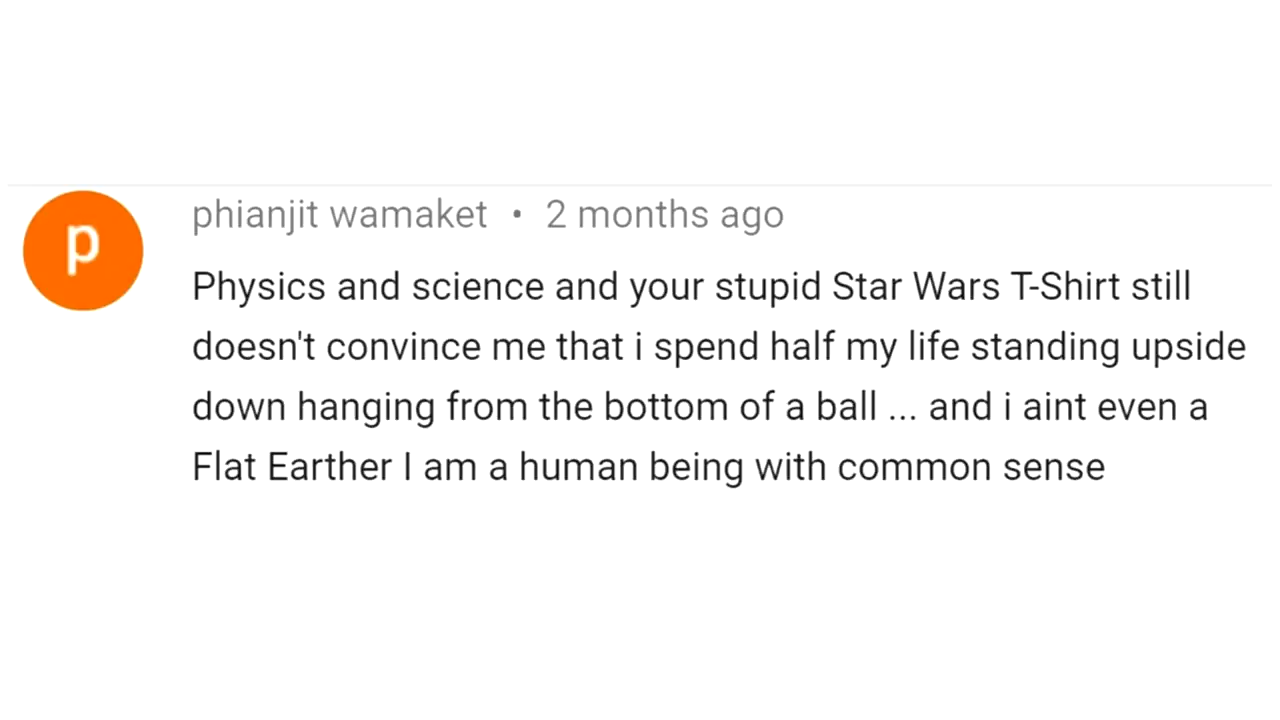 p
phianjit wamaket • 2 months ago
Physics and science and your stupid Star Wars T-Shirt still
doesn't convince me that i spend half my life standing upside
down hanging from the bottom of a ball ... and i aint even a
Flat Earther I am a human being with common sense